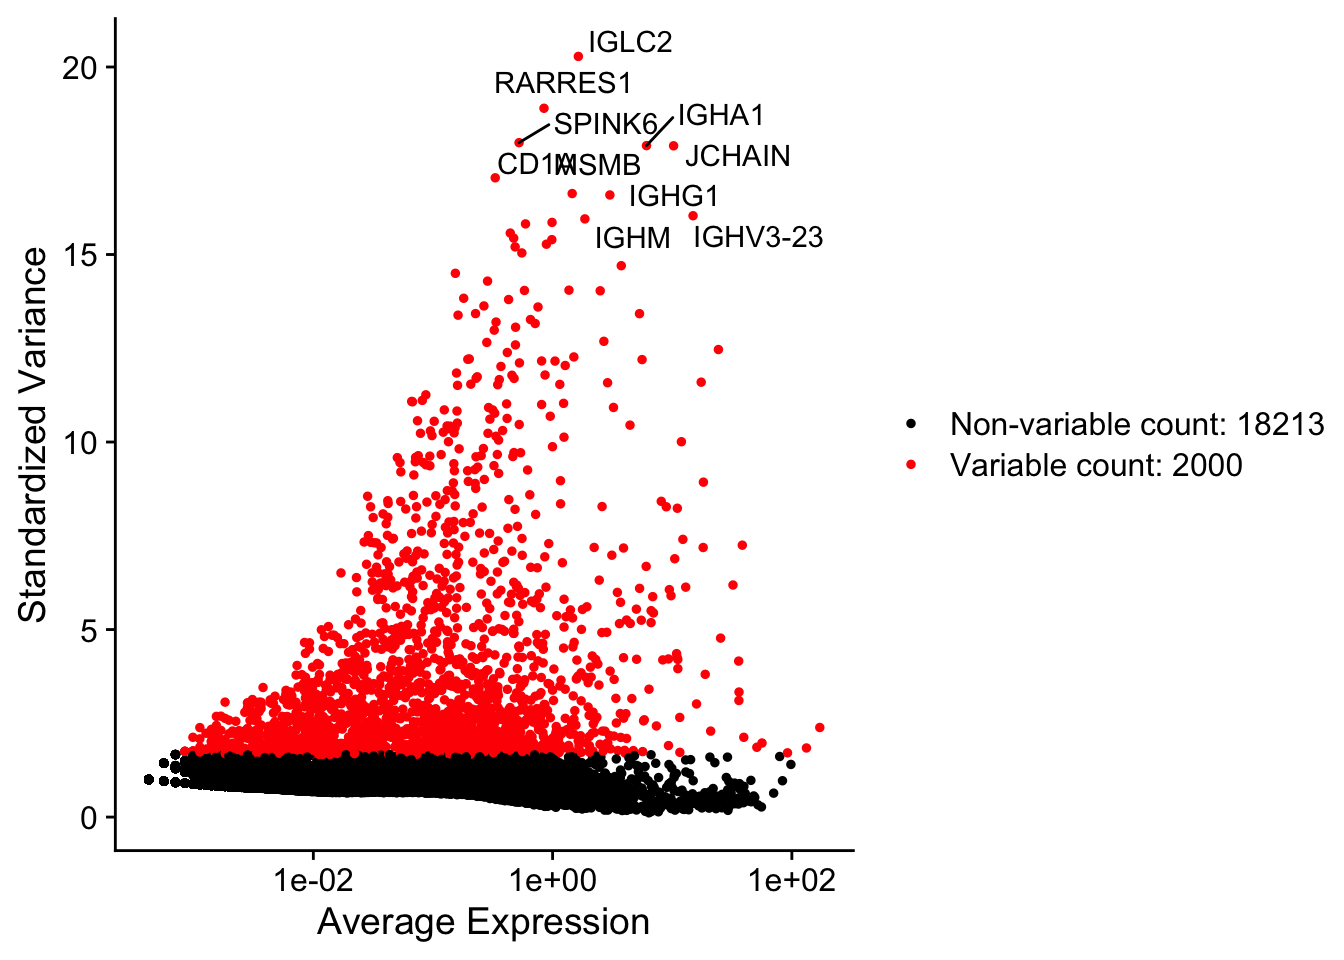 IGLC2
RARRES1
SPINK6
IGHA1
CD1A
MSMB
JCHAIN
IGHG1
IGHM
IGHV3-23
20
15
10
5
0
Standardized Variance
1e-02
1e+00
1e+02
Average Expression
Non-variable count: 18213
Variable count: 2000